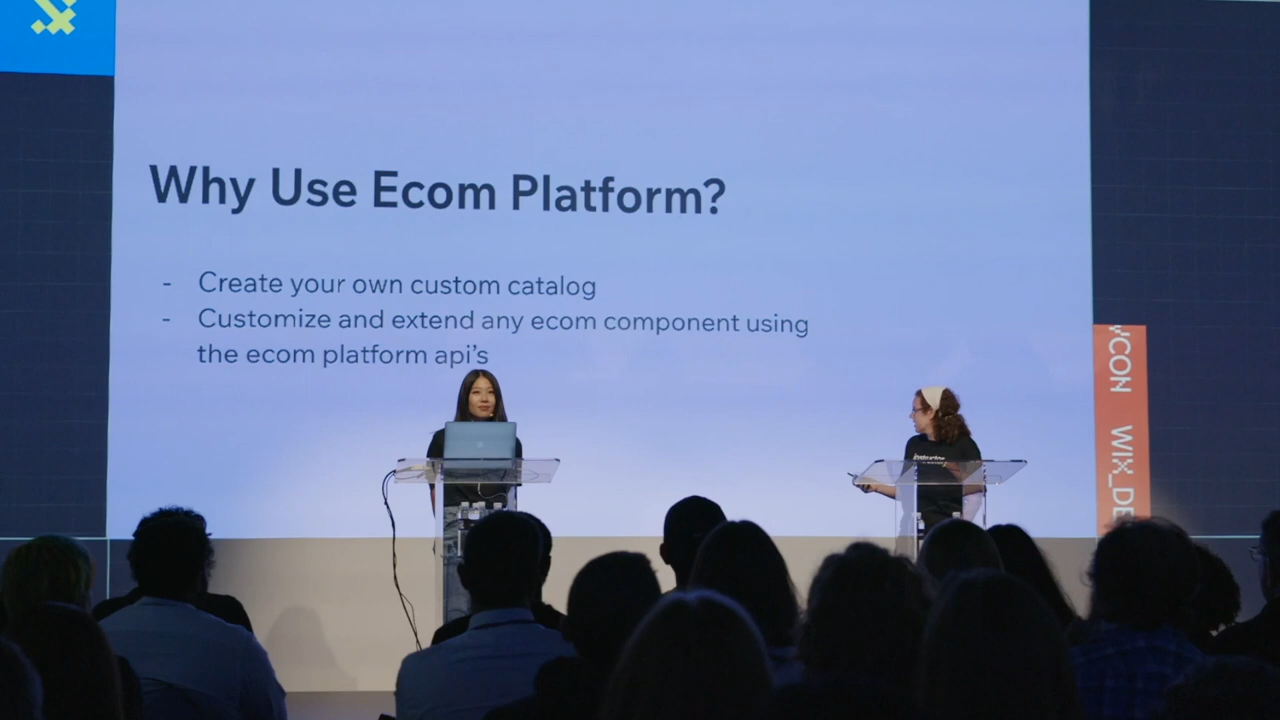 Why Use Ecom Platform?
- Create your own custom catalog
- Customize and extend any ecom component using
the ecom platform api's
CON WIX_DE